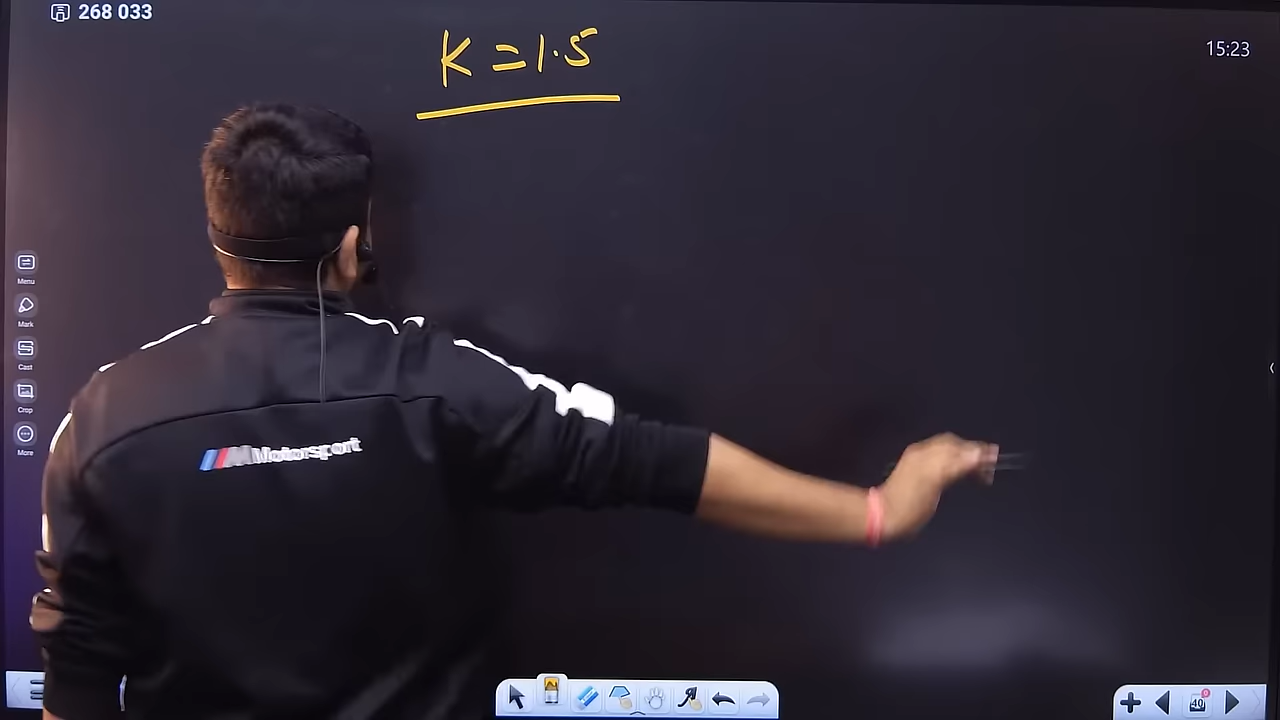 268 033
K = 1.5
15:23
Menu
Mark
Cast
Crop
More
M Motorsport
40